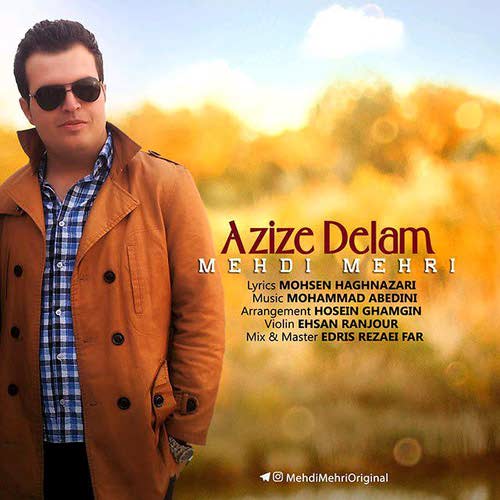 Azize Delam
MEHDI MEHRI
Lyrics MOHSEN HAGHNAZARI
Music MOHAMMAD ABEDINI
Arrangement HOSEIN GHAMGIN
Violin EHSAN RANJOUR
Mix & Master EDRIS REZAEI FAR
MehdiMehriOriginal